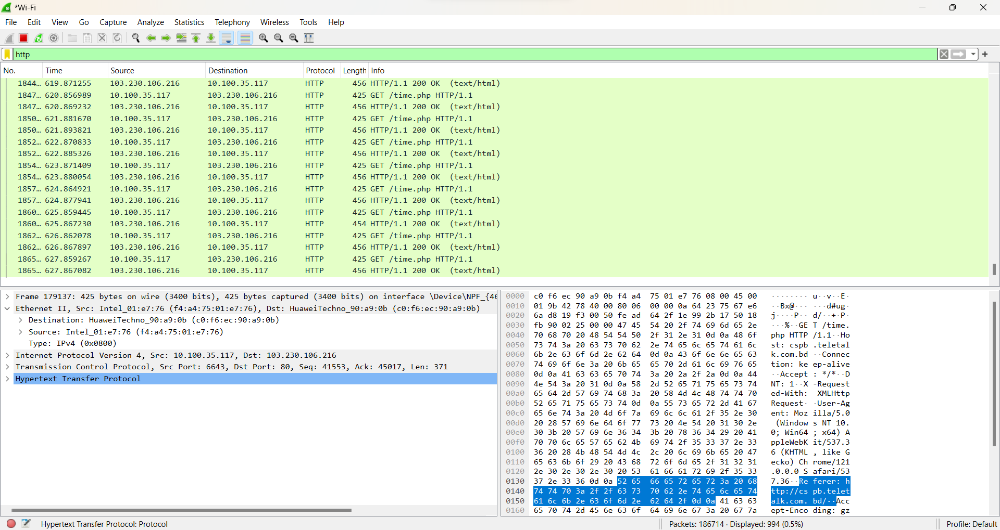 *Wi-Fi
File Edit View Go Capture Analyze Statistics Telephony Wireless Tools Help
http
No. Time Source Destination Protocol Length Info
1844… 619.871255 103.230.106.216 10.100.35.117 HTTP 456 HTTP/1.1 200 OK (text/html)
1847… 620.856989 10.100.35.117 103.230.106.216 HTTP 425 GET /time.php HTTP/1.1
1847… 620.869232 103.230.106.216 10.100.35.117 HTTP 456 HTTP/1.1 200 OK (text/html)
1850… 621.881670 10.100.35.117 103.230.106.216 HTTP 425 GET /time.php HTTP/1.1
1850… 621.893821 103.230.106.216 10.100.35.117 HTTP 456 HTTP/1.1 200 OK (text/html)
1852… 622.870833 10.100.35.117 103.230.106.216 HTTP 425 GET /time.php HTTP/1.1
1852… 622.885326 103.230.106.216 10.100.35.117 HTTP 456 HTTP/1.1 200 OK (text/html)
1854… 623.871409 10.100.35.117 103.230.106.216 HTTP 425 GET /time.php HTTP/1.1
1854… 623.880054 103.230.106.216 10.100.35.117 HTTP 456 HTTP/1.1 200 OK (text/html)
1857… 624.864921 10.100.35.117 103.230.106.216 HTTP 425 GET /time.php HTTP/1.1
1857… 624.877941 103.230.106.216 10.100.35.117 HTTP 456 HTTP/1.1 200 OK (text/html)
1860… 625.859445 10.100.35.117 103.230.106.216 HTTP 425 GET /time.php HTTP/1.1
1860… 625.867230 103.230.106.216 10.100.35.117 HTTP 454 HTTP/1.1 200 OK (text/html)
1862… 626.862078 10.100.35.117 103.230.106.216 HTTP 425 GET /time.php HTTP/1.1
1862… 626.867897 103.230.106.216 10.100.35.117 HTTP 456 HTTP/1.1 200 OK (text/html)
1865… 627.859267 10.100.35.117 103.230.106.216 HTTP 425 GET /time.php HTTP/1.1
1865… 627.867082 103.230.106.216 10.100.35.117 HTTP 456 HTTP/1.1 200 OK (text/html)
Frame 179137: 425 bytes on wire (3400 bits), 425 bytes captured (3400 bits) on interface \Device\NPF_{46
Ethernet II, Src: Intel_01:e7:76 (f4:a4:75:01:e7:76), Dst: HuaweiTechno_90:a9:0b (c0:f6:ec:90:a9:0b)
Destination: HuaweiTechno_90:a9:0b (c0:f6:ec:90:a9:0b)
Source: Intel_01:e7:76 (f4:a4:75:01:e7:76)
Type: IPv4 (0x0800)
Internet Protocol Version 4, Src: 10.100.35.117, Dst: 103.230.106.216
Transmission Control Protocol, Src Port: 6643, Dst Port: 80, Seq: 41553, Ack: 45017, Len: 371
Hypertext Transfer Protocol
0000 c0 f6 ec 90 a9 0b f4 a4 75 01 e7 76 08 00 45 00 ········ u··v··E·
0010 01 9b 42 78 40 00 80 06 00 00 0a 64 23 75 67 e6 ··Bx@··· ···d#ug·
0020 6a d8 19 f3 00 50 fe ad 64 2f 1e 99 2b 17 50 18 j····P·· d/··+·P·
0030 fb 90 02 25 00 00 47 45 54 20 2f 74 69 6d 65 2e ···%··GE T /time.
0040 70 68 70 20 48 54 54 50 2f 31 2e 31 0d 0a 48 6f php HTTP /1.1··Ho
0050 73 74 3a 20 63 73 70 62 2e 74 65 6c 65 74 61 6c st: cspb .teletal
0060 6b 2e 63 6f 6d 2e 62 64 0d 0a 43 6f 6e 6e 65 63 k.com.bd ··Connec
0070 74 69 6f 6e 3a 20 6b 65 65 70 2d 61 6c 69 76 65 tion: ke ep-alive
0080 0d 0a 41 63 63 65 70 74 3a 20 2a 2f 2a 0d 0a 44 ··Accept : */*··D
0090 4e 54 3a 20 31 0d 0a 58 2d 52 65 71 75 65 73 74 NT: 1··X -Request
00a0 65 64 2d 57 69 74 68 3a 20 58 4d 4c 48 74 74 70 ed-With:  XMLHttp
00b0 52 65 71 75 65 73 74 0d 0a 55 73 65 72 2d 41 67 Request· ·User-Ag
00c0 65 6e 74 3a 20 4d 6f 7a 69 6c 6c 61 2f 35 2e 30 ent: Moz illa/5.0
00d0 20 28 57 69 6e 64 6f 77 73 20 4e 54 20 31 30 2e  (Window s NT 10.
00e0 30 3b 20 57 69 6e 36 34 3b 20 78 36 34 29 20 41 0; Win64 ; x64) A
00f0 70 70 6c 65 57 65 62 4b 69 74 2f 35 33 37 2e 33 ppleWebK it/537.3
0100 36 20 28 4b 48 54 4d 4c 2c 20 6c 69 6b 65 20 47 6 (KHTML , like G
0110 65 63 6b 6f 29 20 43 68 72 6f 6d 65 2f 31 32 31 ecko) Ch rome/121
0120 2e 30 2e 30 2e 30 20 53 61 66 61 72 69 2f 35 33 .0.0.0 S afari/53
0130 37 2e 33 36 0d 0a 52 65 66 65 72 65 72 3a 20 68 7.36··Re ferer: h
0140 74 74 70 3a 2f 2f 63 73 70 62 2e 74 65 6c 65 74 ttp://cs pb.telet
0150 61 6c 6b 2e 63 6f 6d 2e 62 64 2f 0d 0a 41 63 63 alk.com. bd/··Acc
0160 65 70 74 2d 45 6e 63 6f 64 69 6e 67 3a 20 67 7a ept-Enco ding: gz
Hypertext Transfer Protocol: Protocol
Packets: 186714 · Displayed: 994 (0.5%)
Profile: Default